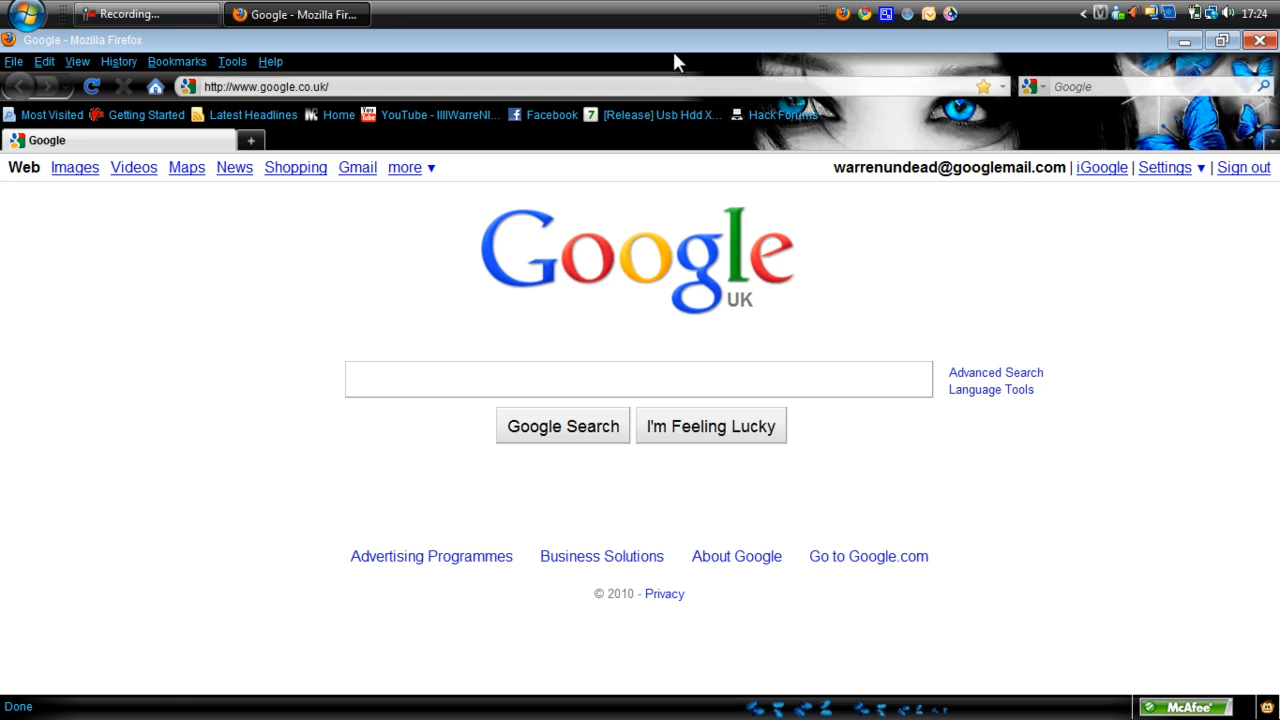 Recording... Google - Mozilla Fir... 17:24
Google - Mozilla Firefox
File Edit View History Bookmarks Tools Help
http://www.google.co.uk/ Google
Most Visited Getting Started Latest Headlines Home YouTube - IIIIWarreNI... Facebook [Release] Usb Hdd X... Hack Forums
Google
Web Images Videos Maps News Shopping Gmail more ▼ warrenundead@googlemail.com | iGoogle | Settings ▼ | Sign out
Google
UK
Advanced Search
Language Tools
Google Search I'm Feeling Lucky
Advertising Programmes Business Solutions About Google Go to Google.com
© 2010 - Privacy
Done McAfee